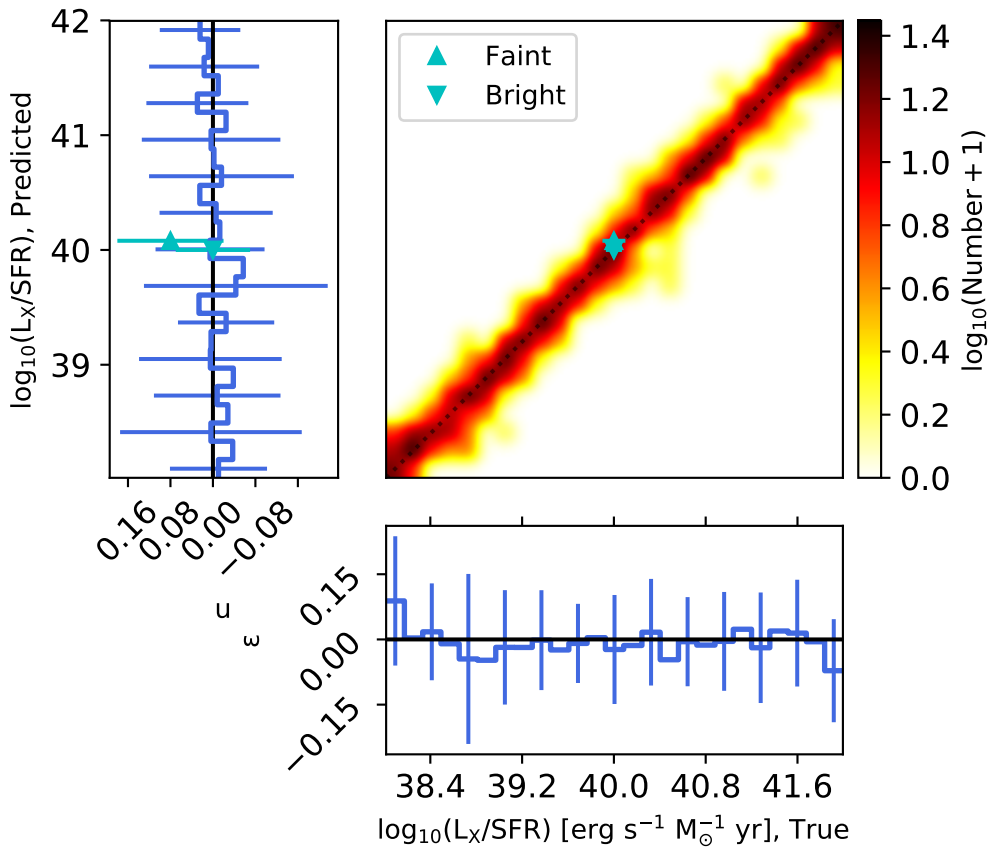 42
41
40
39
log₁₀(L_X/SFR), Predicted
0.16
0.08
0.00
−0.08
u
ε
Faint
Bright
1.4
1.2
1.0
0.8
0.6
0.4
0.2
0.0
log₁₀(Number + 1)
0.15
0.00
−0.15
38.4 39.2 40.0 40.8 41.6
log₁₀(L_X/SFR) [erg s⁻¹ M_⊙⁻¹ yr], True